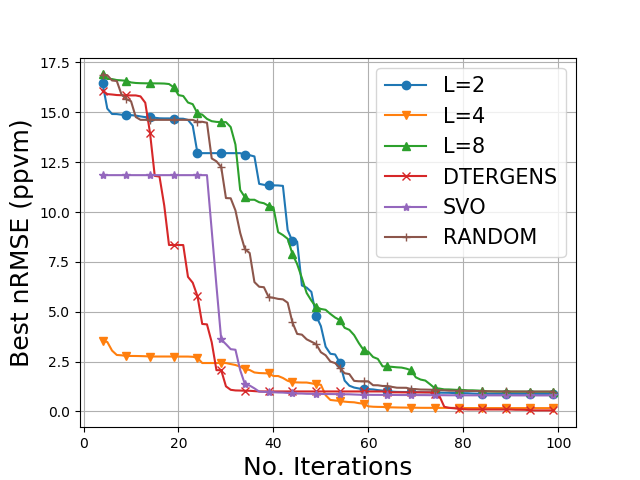 17.5
15.0
12.5
10.0
7.5
5.0
2.5
0.0
Best nRMSE (ppvm)
L=2
L=4
L=8
DTERGENS
SVO
RANDOM
0 20 40 60 80 100
No. Iterations